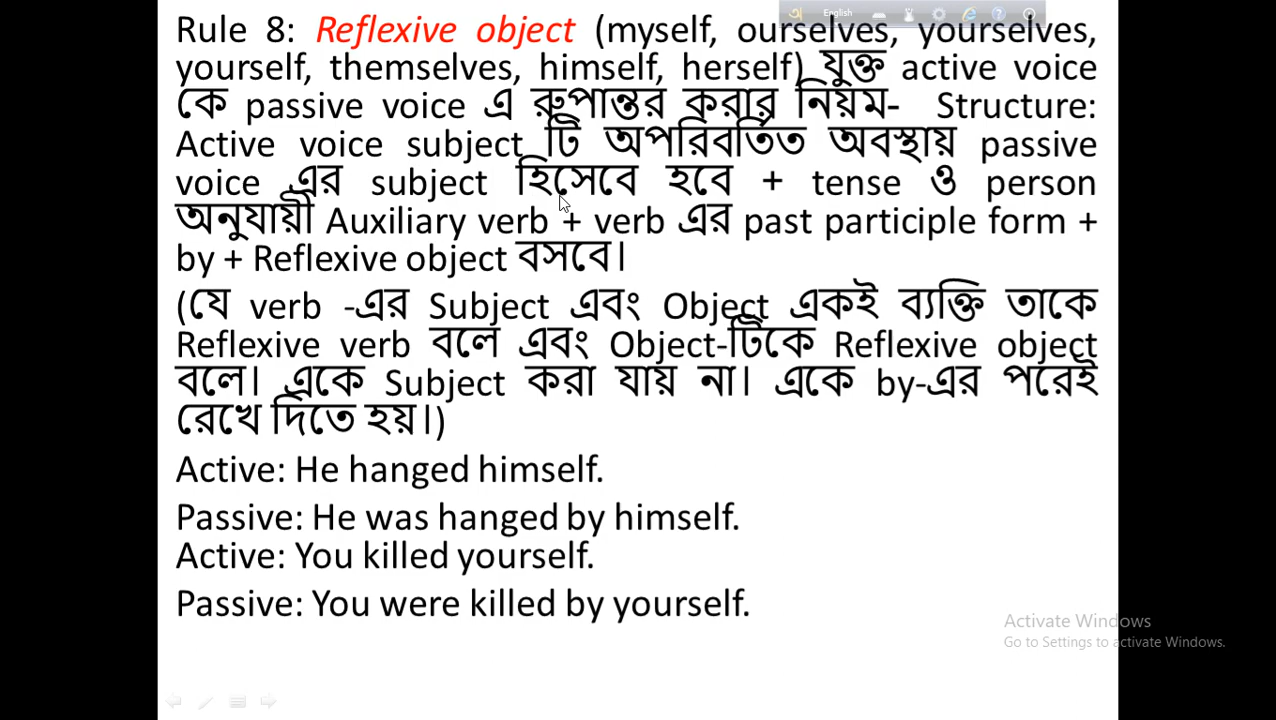 English
Rule 8: Reflexive object (myself, ourselves, yourselves,
yourself, themselves, himself, herself) যুক্ত active voice
কে passive voice এ রুপান্তর করার নিয়ম- Structure:
Active voice subject টি অপরিবর্তিত অবস্থায় passive
voice এর subject হিসেবে হবে + tense ও person
অনুযায়ী Auxiliary verb + verb এর past participle form +
by + Reflexive object বসবে।
(যে verb -এর Subject এবং Object একই ব্যক্তি তাকে
Reflexive verb বলে এবং Object-টিকে Reflexive object
বলে। একে Subject করা যায় না। একে by-এর পরেই
রেখে দিতে হয়।)
Active: He hanged himself.
Passive: He was hanged by himself.
Active: You killed yourself.
Passive: You were killed by yourself.
Activate Windows
Go to Settings to activate Windows.